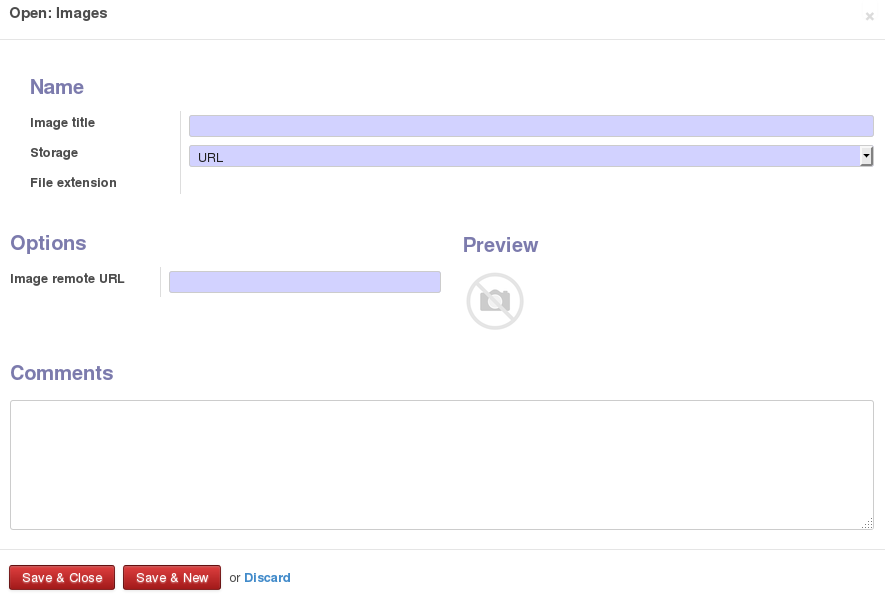 Open: Images
×
Name
Image title
Storage
URL
File extension
Options
Preview
Image remote URL
Comments
Save & Close Save & New or Discard